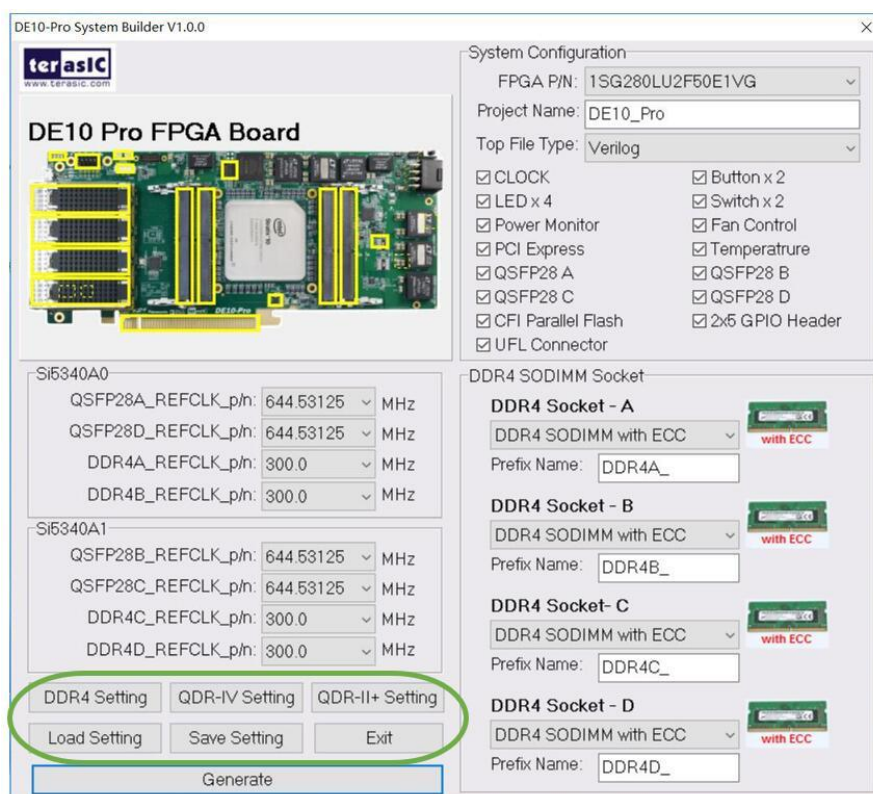 DE10-Pro System Builder V1.0.0
terasIC
www.terasic.com
DE10 Pro FPGA Board
DE10-Pro
System Configuration
FPGA P/N: 1SG280LU2F50E1VG
Project Name: DE10_Pro
Top File Type: Verilog
CLOCK Button x 2
LED x 4 Switch x 2
Power Monitor Fan Control
PCI Express Temperatrure
QSFP28 A QSFP28 B
QSFP28 C QSFP28 D
CFI Parallel Flash 2x5 GPIO Header
UFL Connector
Si5340A0
QSFP28A_REFCLK_p/n: 644.53125 MHz
QSFP28D_REFCLK_p/n: 644.53125 MHz
DDR4A_REFCLK_p/n: 300.0 MHz
DDR4B_REFCLK_p/n: 300.0 MHz
Si5340A1
QSFP28B_REFCLK_p/n: 644.53125 MHz
QSFP28C_REFCLK_p/n: 644.53125 MHz
DDR4C_REFCLK_p/n: 300.0 MHz
DDR4D_REFCLK_p/n: 300.0 MHz
DDR4 Setting QDR-IV Setting QDR-II+ Setting
Load Setting Save Setting Exit
Generate
DDR4 SODIMM Socket
DDR4 Socket - A
DDR4 SODIMM with ECC
with ECC
Prefix Name: DDR4A_
DDR4 Socket - B
DDR4 SODIMM with ECC
with ECC
Prefix Name: DDR4B_
DDR4 Socket- C
DDR4 SODIMM with ECC
with ECC
Prefix Name: DDR4C_
DDR4 Socket - D
DDR4 SODIMM with ECC
with ECC
Prefix Name: DDR4D_